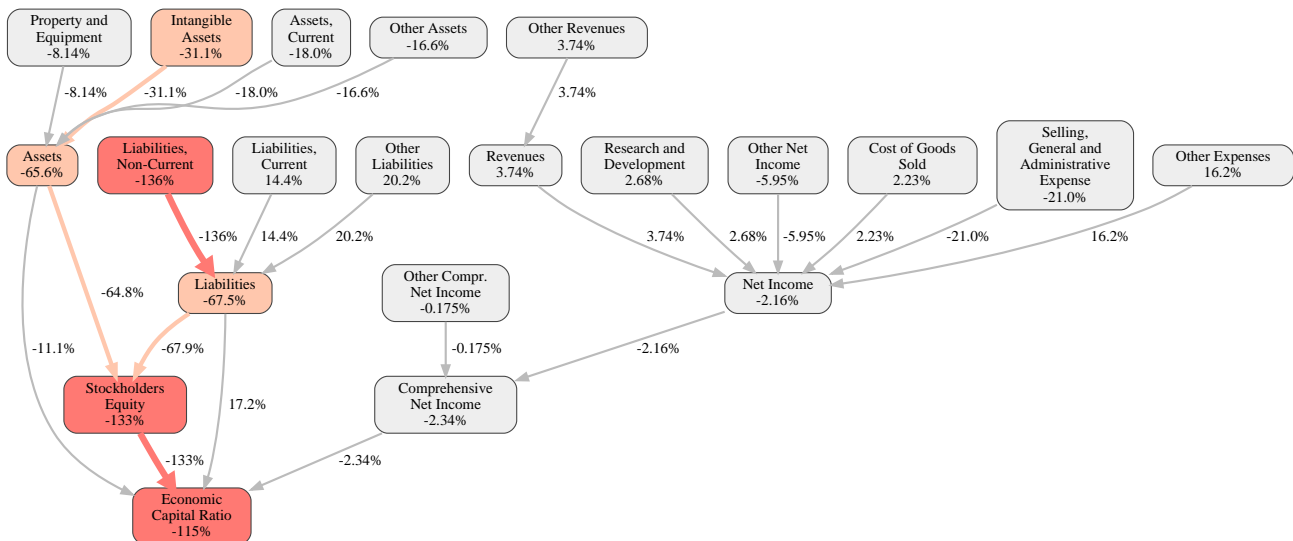 Property and
Equipment
-8.14%
Intangible
Assets
-31.1%
Assets,
Current
-18.0%
Other Assets
-16.6%
Other Revenues
3.74%
-8.14%
-31.1%
-18.0%
-16.6%
3.74%
Assets
-65.6%
Liabilities,
Non-Current
-136%
Liabilities,
Current
14.4%
Other
Liabilities
20.2%
Revenues
3.74%
Research and
Development
2.68%
Other Net
Income
-5.95%
Cost of Goods
Sold
2.23%
Selling,
General and
Administrative
Expense
-21.0%
Other Expenses
16.2%
-136%
14.4%
20.2%
3.74%
2.68%
-5.95%
2.23%
-21.0%
16.2%
-64.8%
Liabilities
-67.5%
Other Compr.
Net Income
-0.175%
Net Income
-2.16%
-11.1%
-67.9%
-0.175%
-2.16%
Stockholders
Equity
-133%
17.2%
Comprehensive
Net Income
-2.34%
-133%
-2.34%
Economic
Capital Ratio
-115%